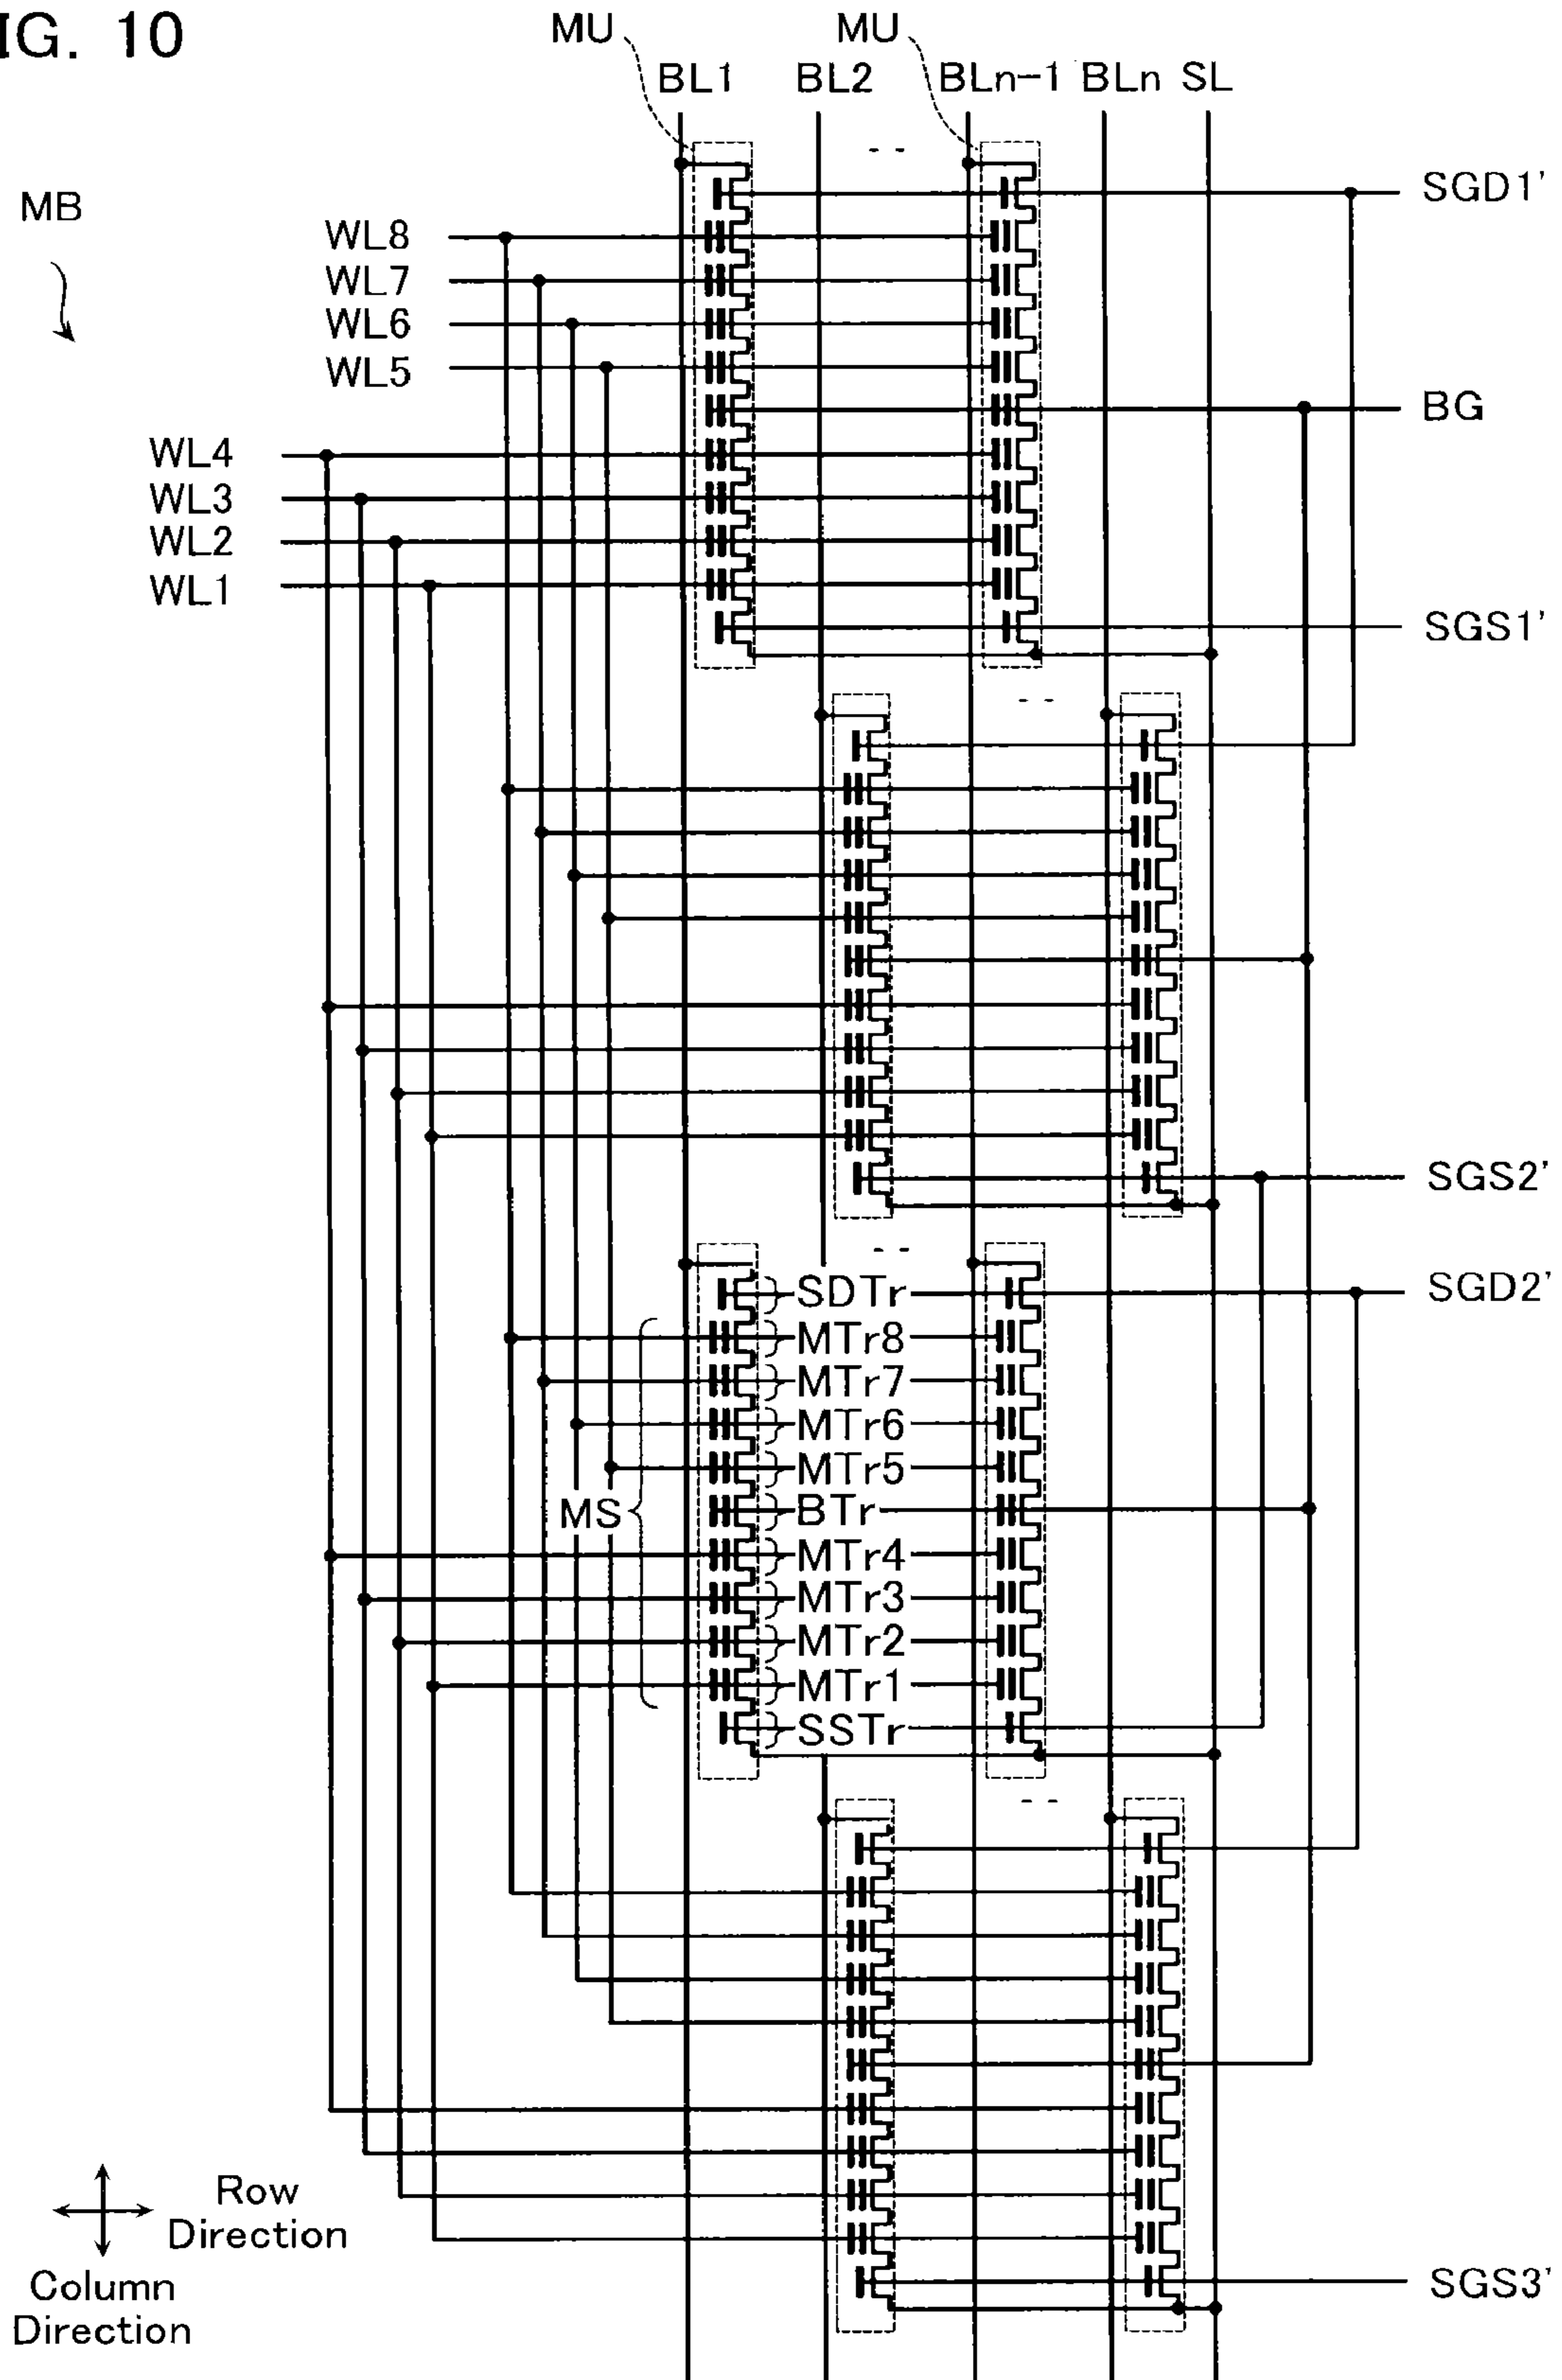 IG. 10
MU
MU
BL1 BL2 BLn-1 BLn SL
MB
SGD1'
WL8
WL7
WL6
WL5
BG
WL4
WL3
WL2
WL1
SGS1'
SGS2'
SDTr
SGD2'
MTr8
MTr7
MTr6
MTr5
MS
BTr
MTr4
MTr3
MTr2
MTr1
SSTr
Row
Direction
Column
Direction
SGS3'